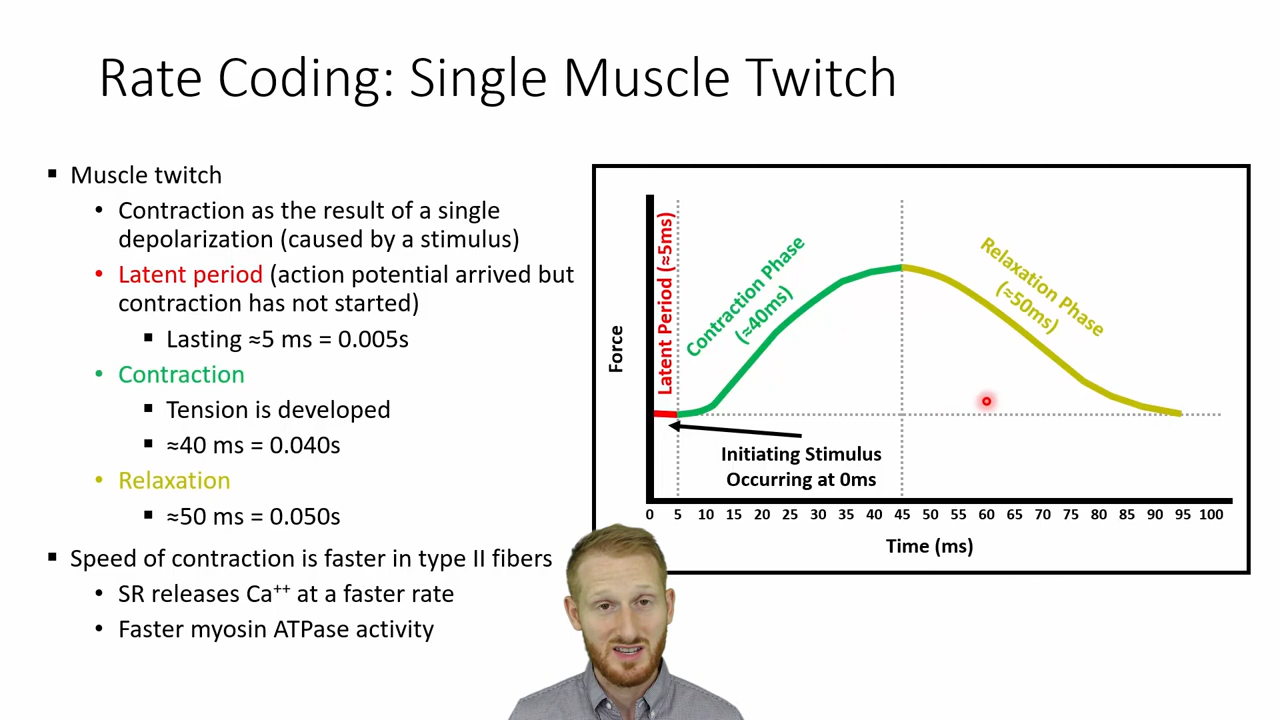 Rate Coding: Single Muscle Twitch
▪ Muscle twitch
• Contraction as the result of a single
depolarization (caused by a stimulus)
• Latent period (action potential arrived but
contraction has not started)
▪ Lasting ≈5 ms = 0.005s
• Contraction
▪ Tension is developed
▪ ≈40 ms = 0.040s
• Relaxation
▪ ≈50 ms = 0.050s
▪ Speed of contraction is faster in type II fibers
• SR releases Ca⁺⁺ at a faster rate
• Faster myosin ATPase activity
Force
Latent Period (≈5ms)
Contraction Phase
(≈40ms)
Relaxation Phase
(≈50ms)
Initiating Stimulus
Occurring at 0ms
0 5 10 15 20 25 30 35 40 45 50 55 60 65 70 75 80 85 90 95 100
Time (ms)